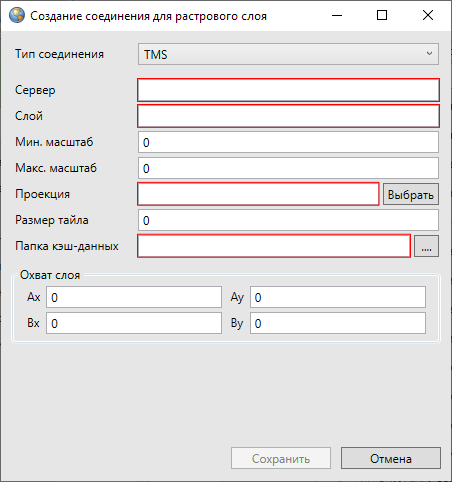 Создание соединения для растрового слоя
Тип соединения TMS
Сервер
Слой
Мин. масштаб 0
Макс. масштаб 0
Проекция Выбрать
Размер тайла 0
Папка кэш-данных ....
Охват слоя
Ax 0 Ay 0
Bx 0 By 0
Сохранить Отмена